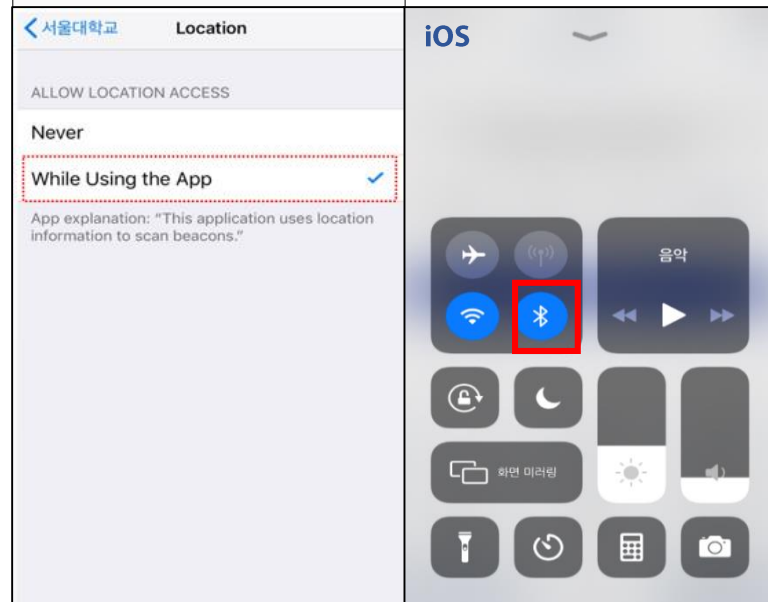 서울대학교 Location
ALLOW LOCATION ACCESS
Never
While Using the App
App explanation: "This application uses location
information to scan beacons."
iOS
음악
화면 미러링